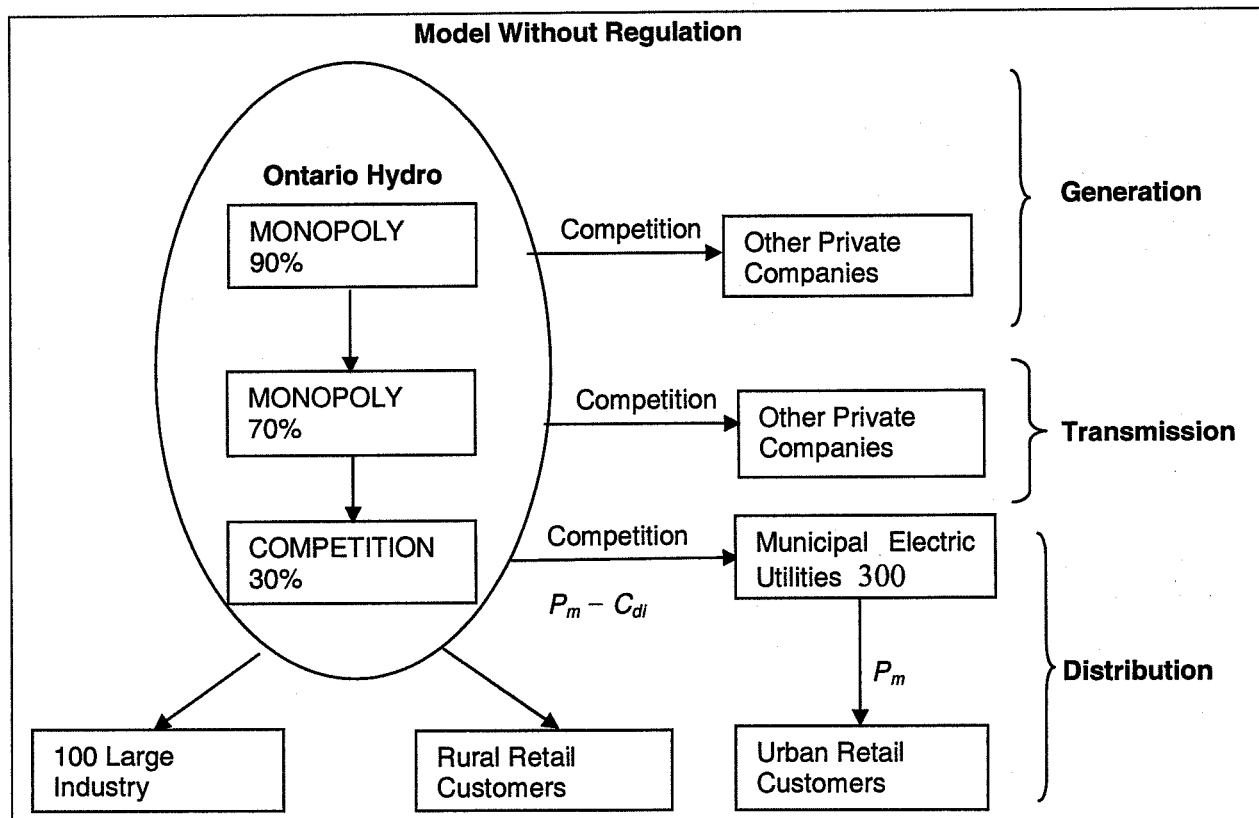 Model Without Regulation
Ontario Hydro
MONOPOLY
90%
Competition
Other Private
Companies
Generation
MONOPOLY
70%
Competition
Other Private
Companies
Transmission
COMPETITION
30%
Competition
P_m – C_di
Municipal Electric
Utilities 300
P_m
Distribution
100 Large
Industry
Rural Retail
Customers
Urban Retail
Customers